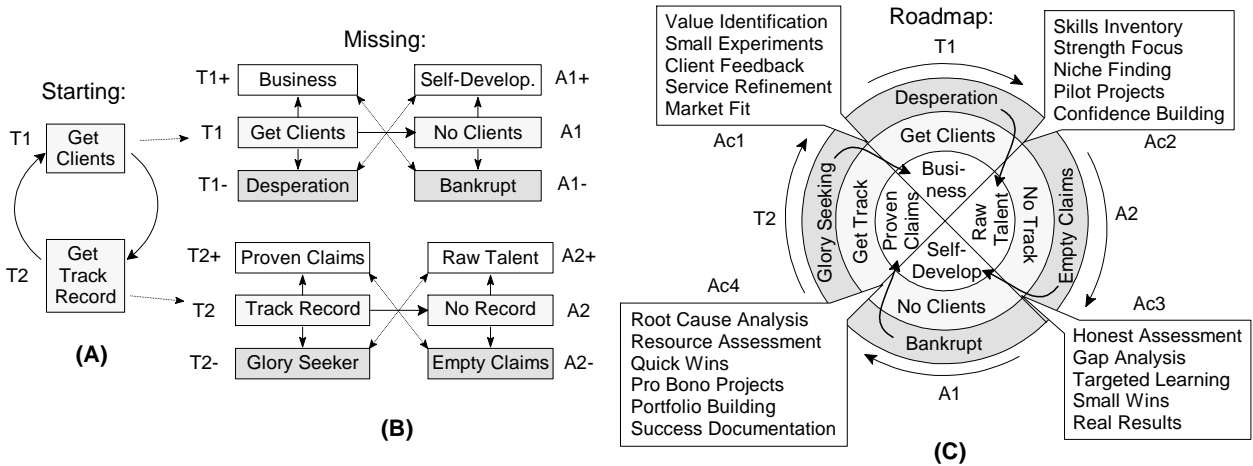 Starting:
T1
Get
Clients
T2
Get
Track
Record
(A)
Missing:
T1+
Business
Self-Develop.
A1+
T1
Get Clients
No Clients
A1
T1-
Desperation
Bankrupt
A1-
T2+
Proven Claims
Raw Talent
A2+
T2
Track Record
No Record
A2
T2-
Glory Seeker
Empty Claims
A2-
(B)
Roadmap:
Value Identification
Small Experiments
Client Feedback
Service Refinement
Market Fit
Ac1
T1
Skills Inventory
Strength Focus
Niche Finding
Pilot Projects
Confidence Building
Ac2
Desperation
Get Clients
Busi-
ness
T2
Glory Seeking
Get Track
Proven
Claims
Raw
Talent
No Track
Empty Claims
A2
Self-
Develop
No Clients
Bankrupt
A1
Ac4
Root Cause Analysis
Resource Assessment
Quick Wins
Pro Bono Projects
Portfolio Building
Success Documentation
Ac3
Honest Assessment
Gap Analysis
Targeted Learning
Small Wins
Real Results
(C)